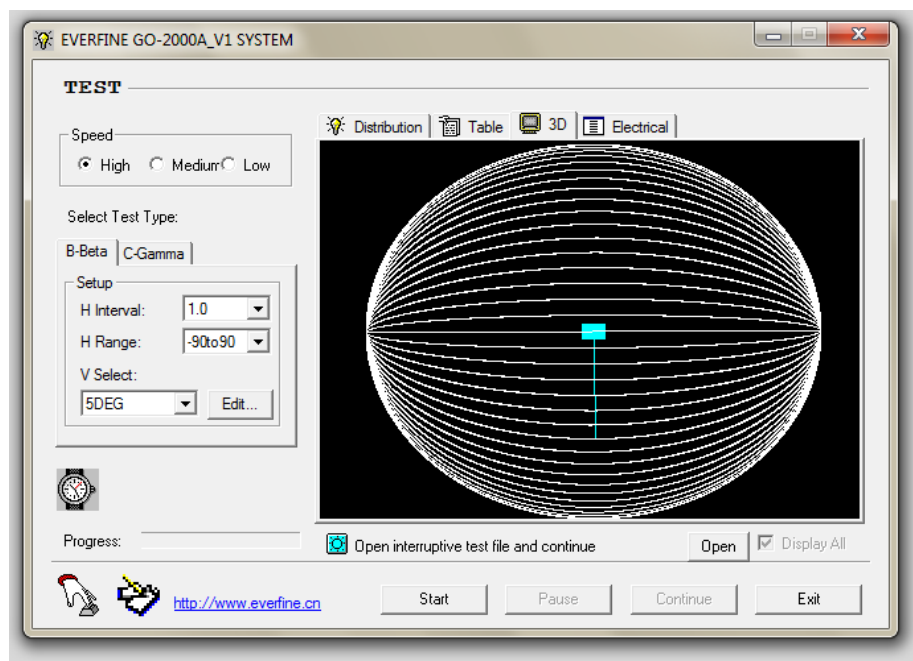 EVERFINE GO-2000A_V1 SYSTEM
TEST
Speed
High Medium Low
Distribution Table 3D Electrical
Select Test Type:
B-Beta C-Gamma
Setup
H Interval: 1.0
H Range: -90to90
V Select:
5DEG Edit...
Progress:
Open interruptive test file and continue Open Display All
http://www.everfine.cn Start Pause Continue Exit